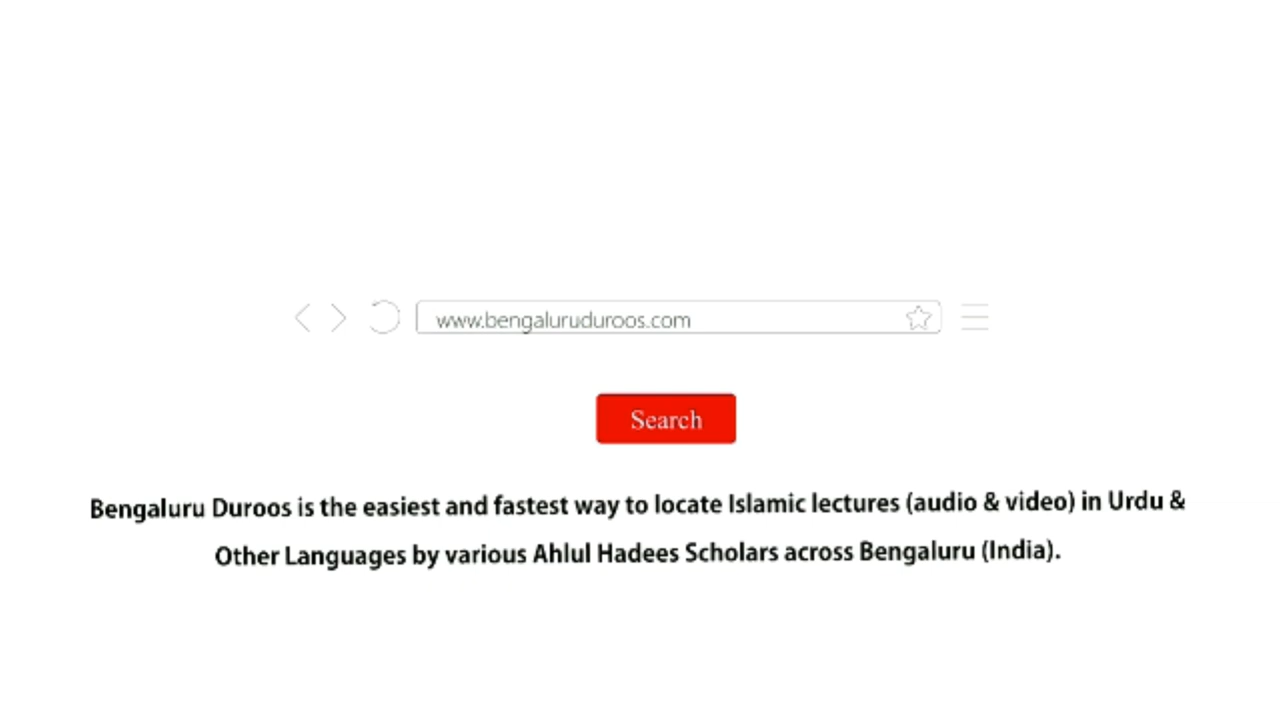 www.bengaluruduroos.com
Search
Bengaluru Duroos is the easiest and fastest way to locate Islamic lectures (audio & video) in Urdu &
Other Languages by various Ahlul Hadees Scholars across Bengaluru (India).